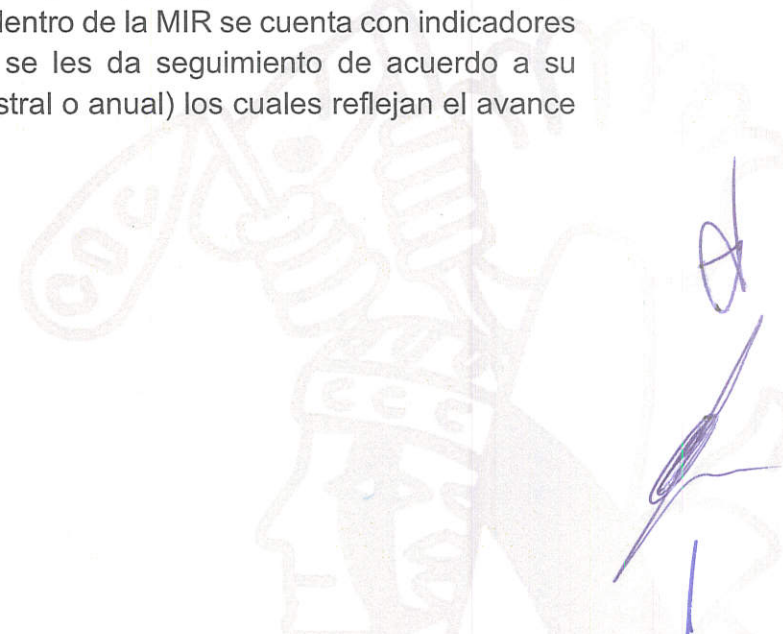 dentro de la MIR se cuenta con indicadores
se les da seguimiento de acuerdo a su
stral o anual) los cuales reflejan el avance